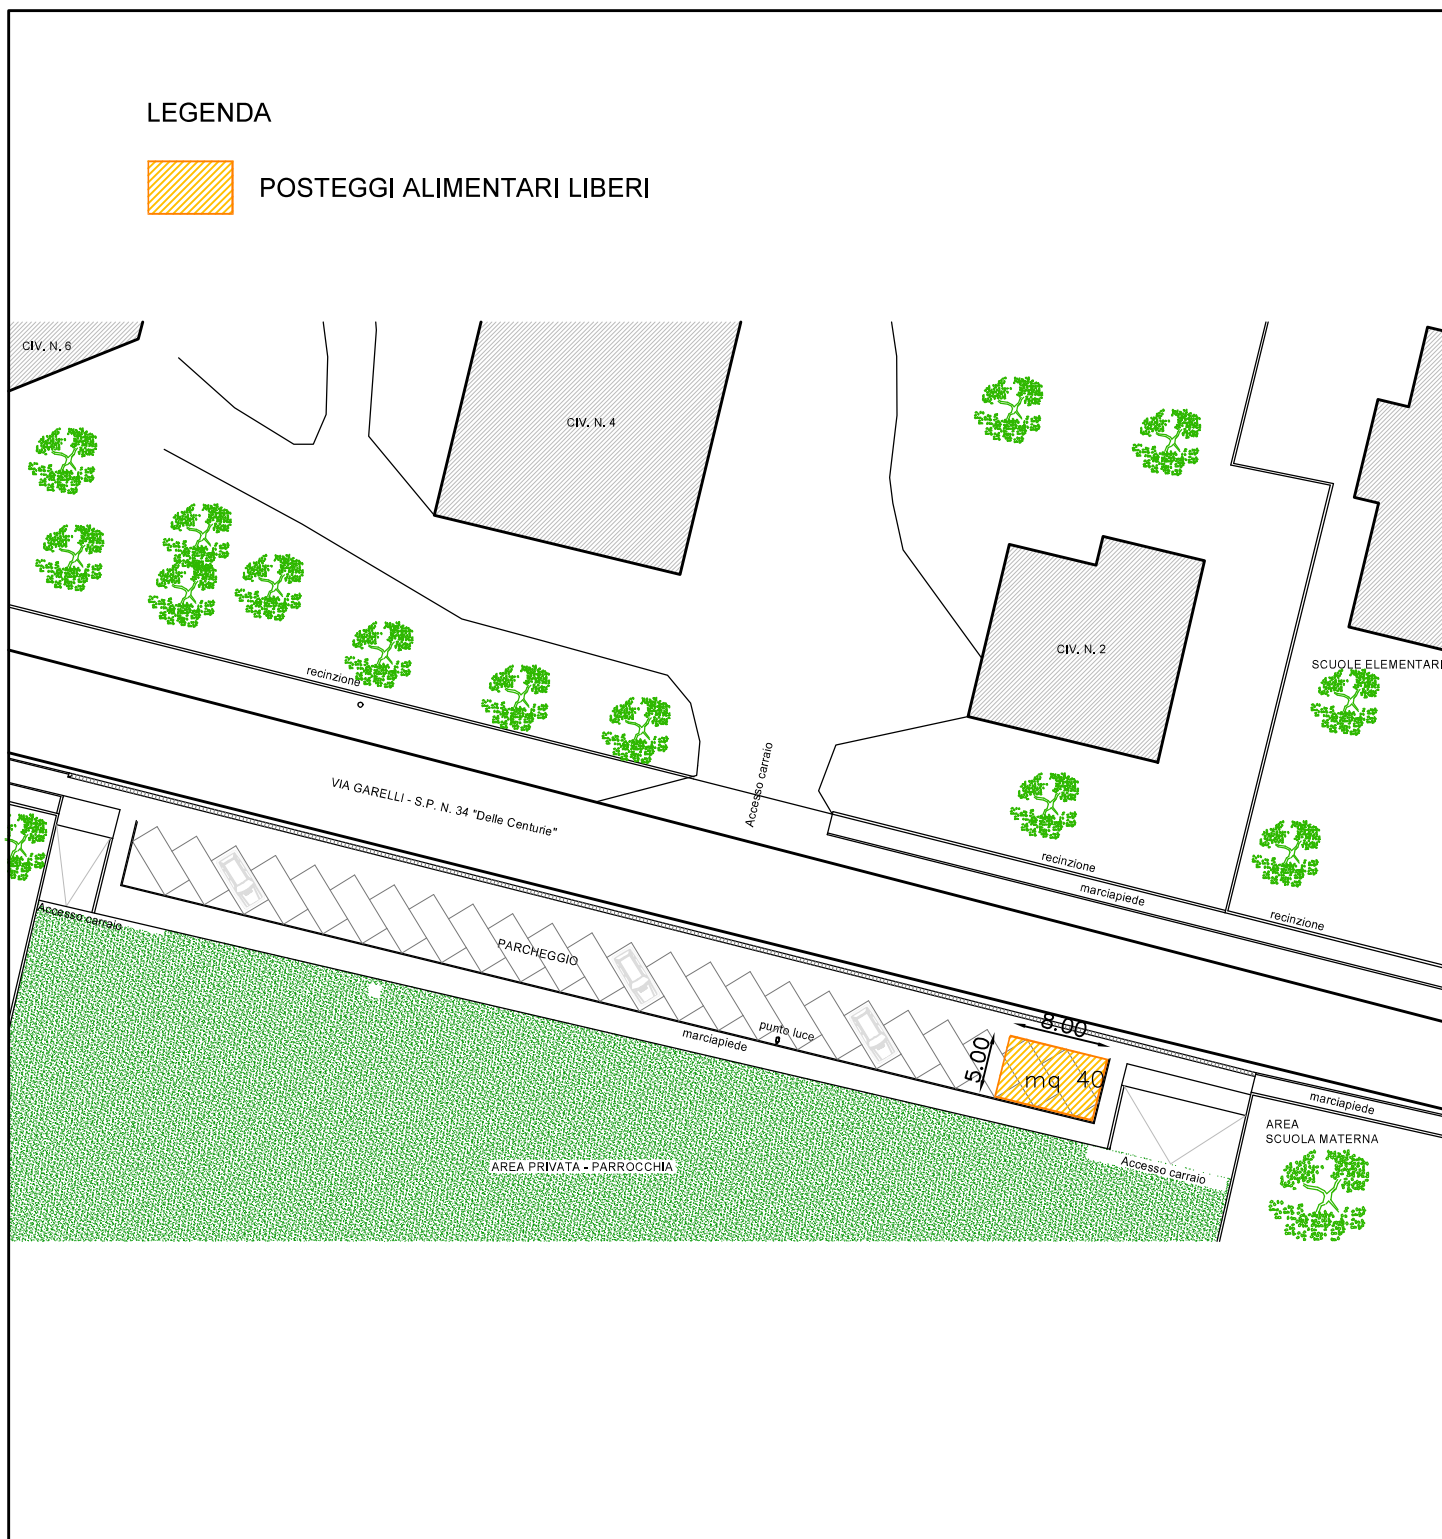 LEGENDA
POSTEGGI ALIMENTARI LIBERI
CIV. N. 6
CIV. N. 4
CIV. N. 2
SCUOLE ELEMENTARI
recinzione
Accesso carraio
VIA GARELLI - S.P. N. 34 "Delle Centurie"
recinzione
marciapiede
recinzione
Accesso carraio
PARCHEGGIO
punto luce
marciapiede
8.00
5.00
mq 40
marciapiede
AREA
SCUOLA MATERNA
AREA PRIVATA - PARROCCHIA
Accesso carraio